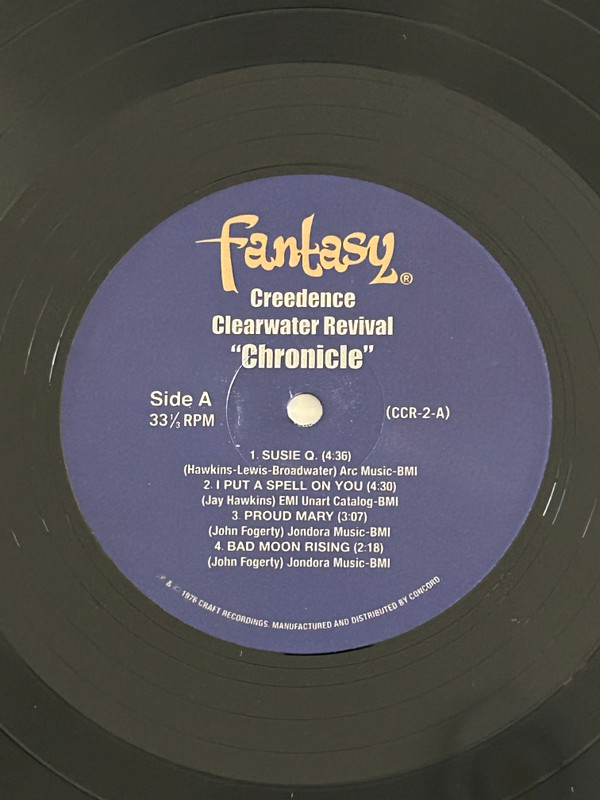 fantasy®
Creedence
Clearwater Revival
“Chronicle”
Side A
33⅓ RPM
(CCR-2-A)
1. SUSIE Q. (4:36)
(Hawkins-Lewis-Broadwater) Arc Music-BMI
2. I PUT A SPELL ON YOU (4:30)
(Jay Hawkins) EMI Unart Catalog-BMI
3. PROUD MARY (3:07)
(John Fogerty) Jondora Music-BMI
4. BAD MOON RISING (2:18)
(John Fogerty) Jondora Music-BMI
℗ & © 1976 CRAFT RECORDINGS. MANUFACTURED AND DISTRIBUTED BY CONCORD